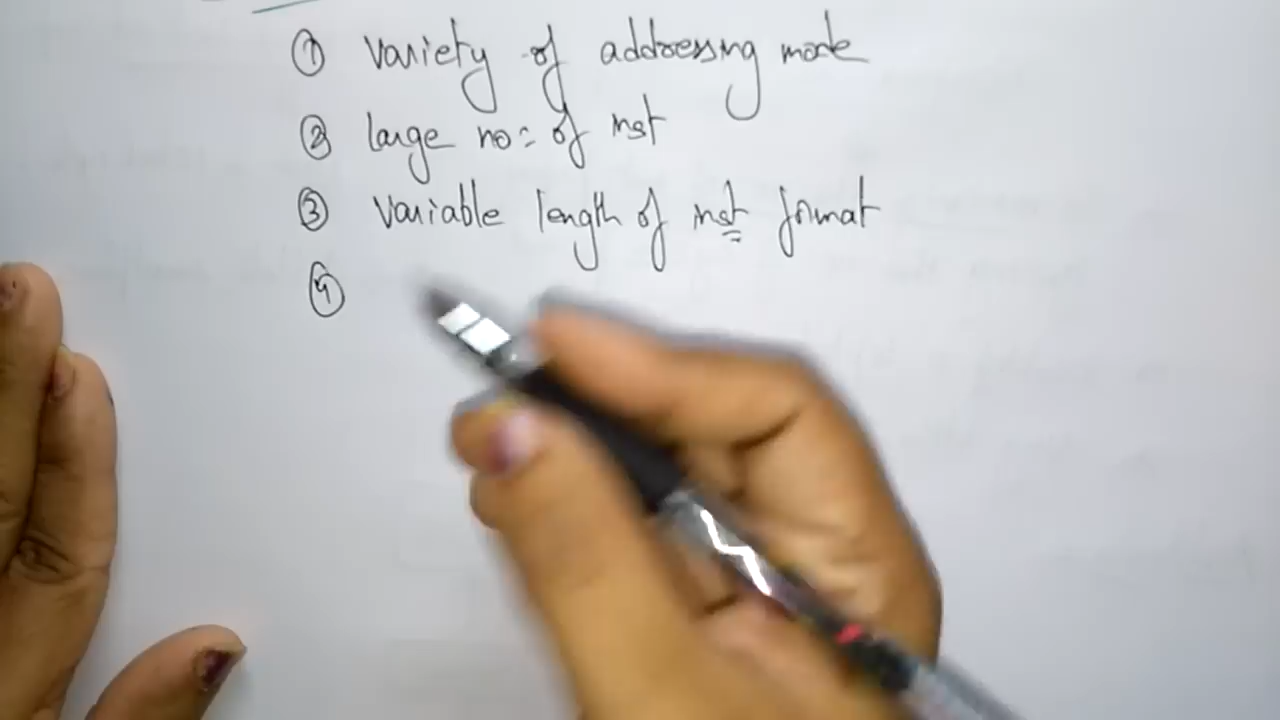 ① variety of addressing mode
② large no: of inst
③ variable length of inst format
④